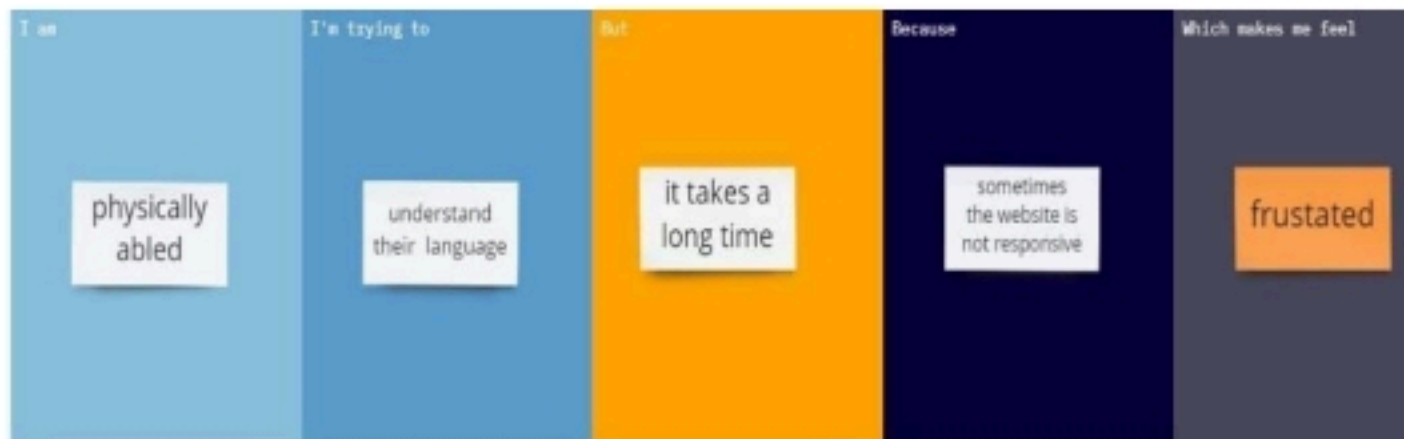 I am
physically
abled
I'm trying to
understand
their language
But
it takes a
long time
Because
sometimes
the website is
not responsive
Which makes me feel
frustated